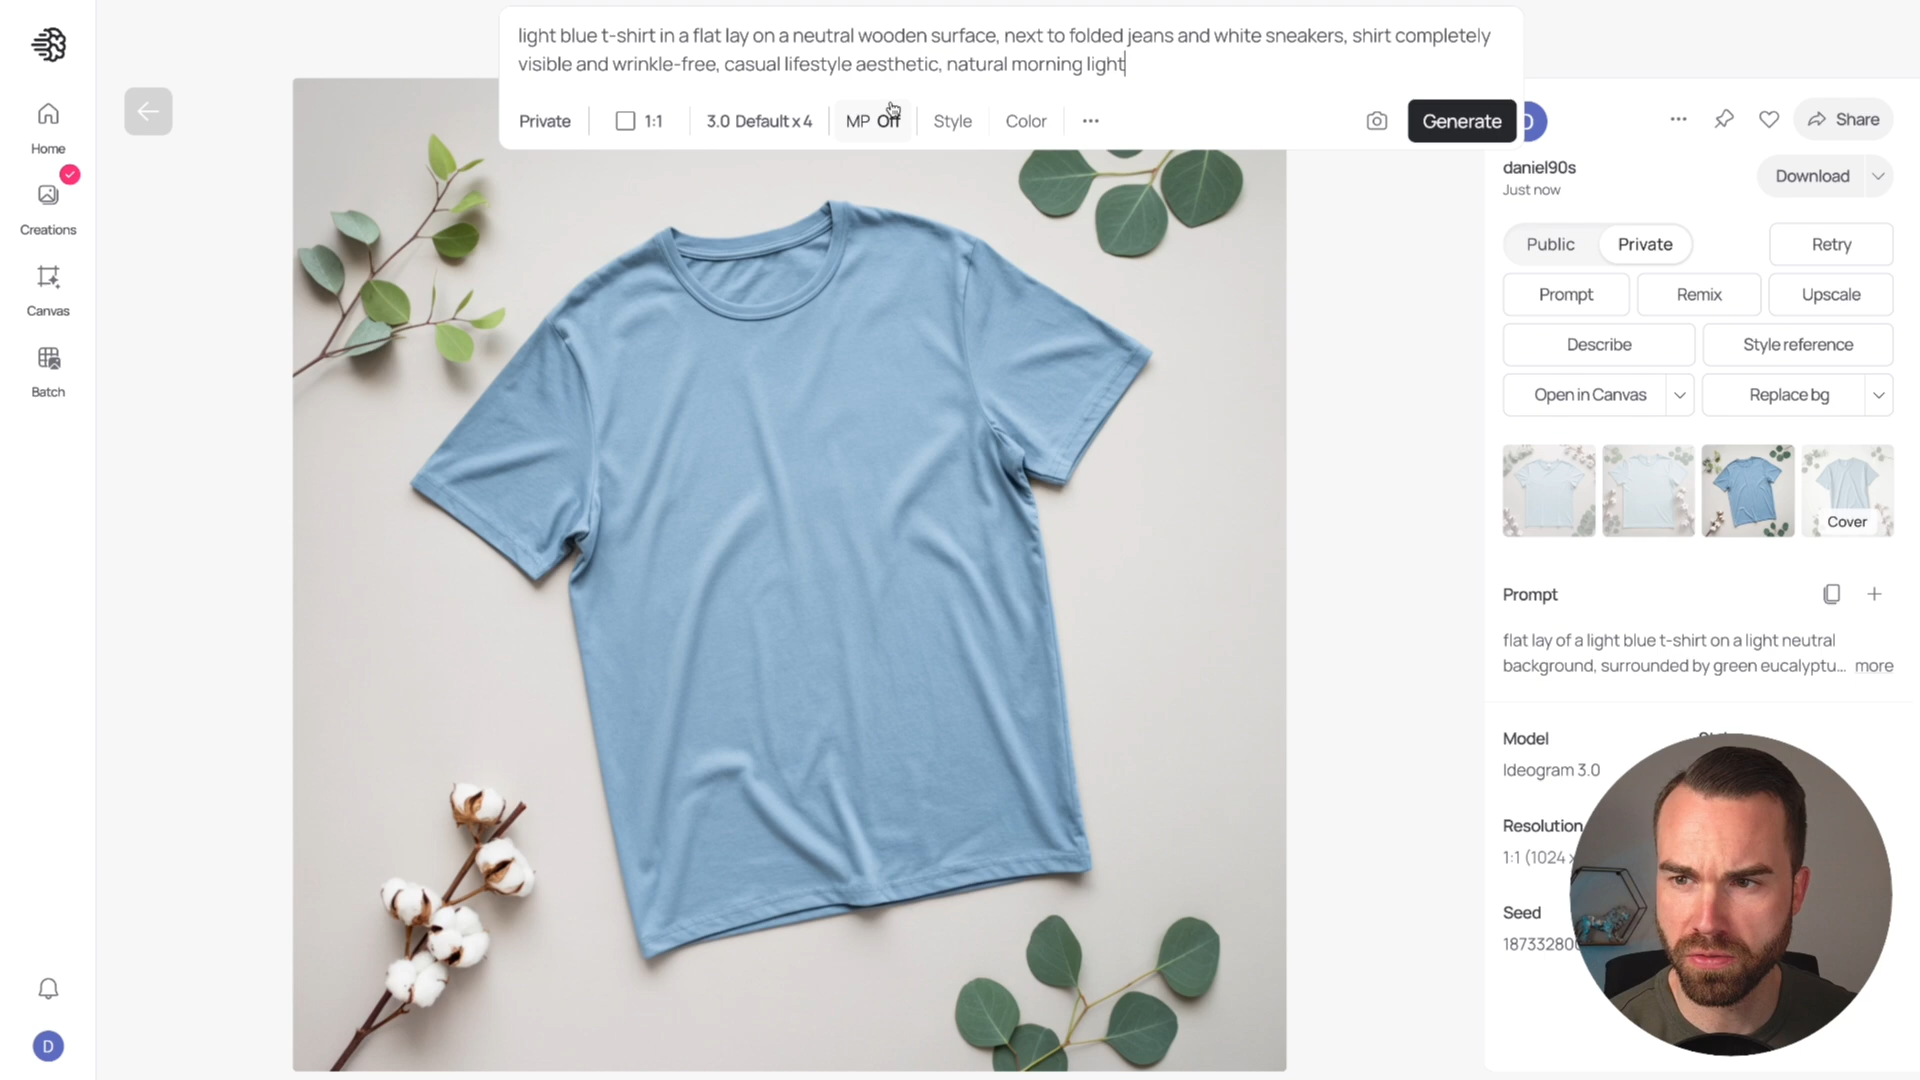 light blue t-shirt in a flat lay on a neutral wooden surface, next to folded jeans and white sneakers, shirt completely
visible and wrinkle-free, casual lifestyle aesthetic, natural morning light
Private
1:1
3.0 Default x 4
MP Off
Style
Color
Generate
Home
Creations
Canvas
Batch
D
Share
daniel90s
Just now
Download
Public
Private
Retry
Prompt
Remix
Upscale
Describe
Style reference
Open in Canvas
Replace bg
Cover
Prompt
flat lay of a light blue t-shirt on a light neutral
background, surrounded by green eucalyptu... more
Model
Ideogram 3.0
Resolution
1:1 (1024
Seed